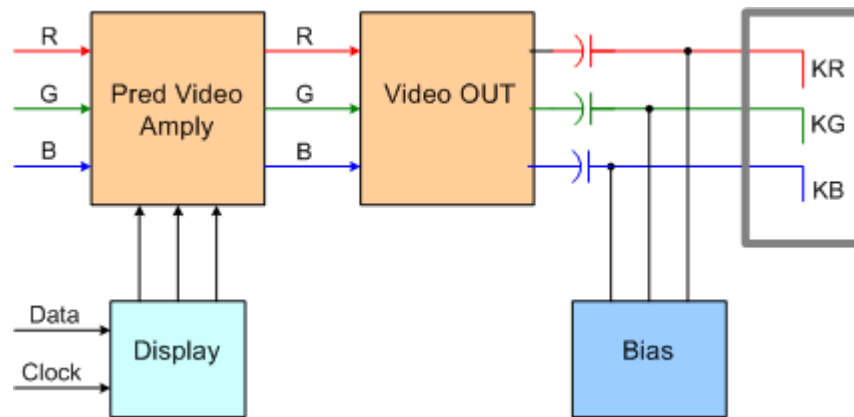 R
R
KR
G
Pred Video
Amply
G
Video OUT
KG
B
B
KB
Data
Display
Bias
Clock